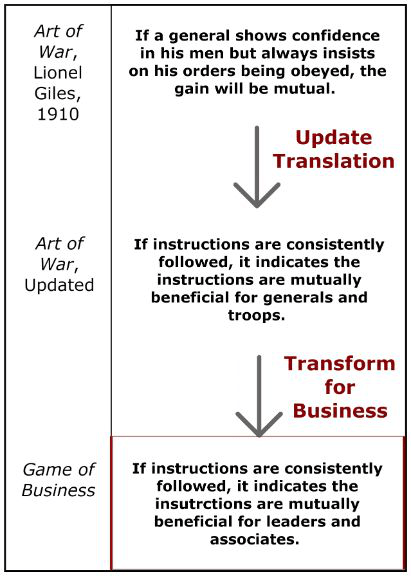 Art of
War,
Lionel
Giles,
1910
If a general shows confidence
in his men but always insists
on his orders being obeyed, the
gain will be mutual.
Update
Translation
Art of
War,
Updated
If instructions are consistently
followed, it indicates the
instructions are mutually
beneficial for generals and
troops.
Transform
for
Business
Game of
Business
If instructions are consistently
followed, it indicates the
insutrctions are mutually
beneficial for leaders and
associates.